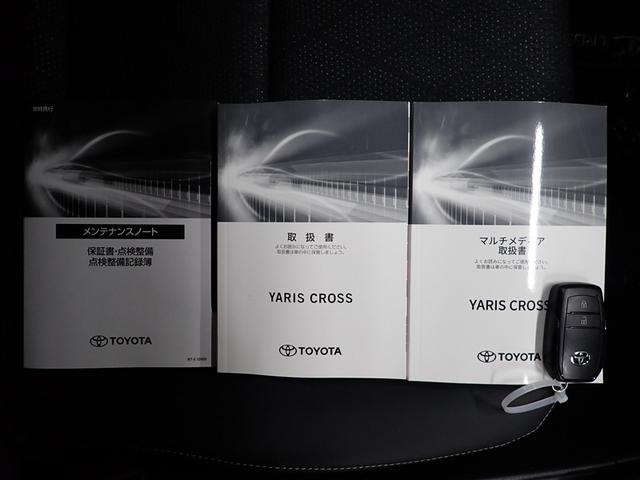 常時携行
メンテナンスノート
保証書・点検整備
点検整備記録簿
TOYOTA
取扱書
よくお読みになってご使用ください。
取扱書は車の中に保管しましょう。
YARIS CROSS
TOYOTA
マルチメディア
取扱書
よくお読みになってご使用ください。
取扱書は車の中に保管しましょう。
YARIS CROSS
TOYOTA